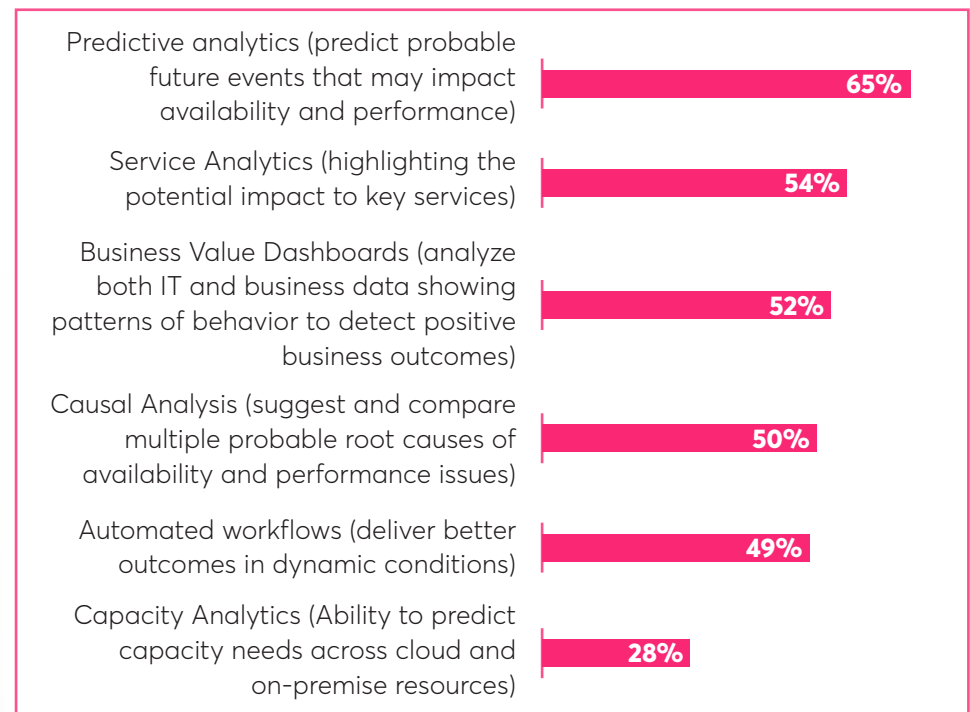 Predictive analytics (predict probable
future events that may impact
availability and performance)
65%
Service Analytics (highlighting the
potential impact to key services)
54%
Business Value Dashboards (analyze
both IT and business data showing
patterns of behavior to detect positive
business outcomes)
52%
Causal Analysis (suggest and compare
multiple probable root causes of
availability and performance issues)
50%
Automated workflows (deliver better
outcomes in dynamic conditions)
49%
Capacity Analytics (Ability to predict
capacity needs across cloud and
on-premise resources)
28%